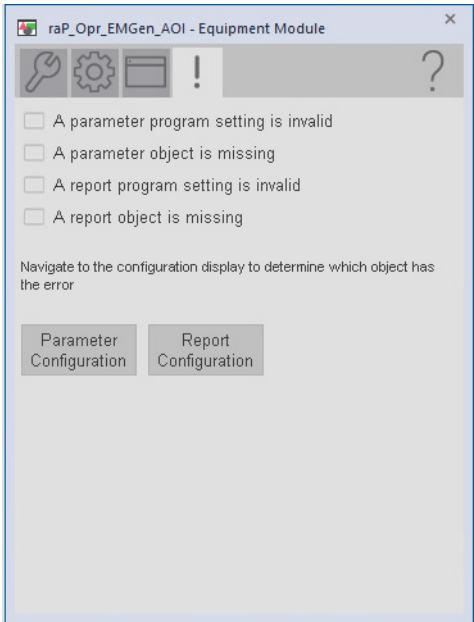 raP_Opr_EMGen_AOI - Equipment Module
A parameter program setting is invalid
A parameter object is missing
A report program setting is invalid
A report object is missing
Navigate to the configuration display to determine which object has
the error
Parameter
Configuration
Report
Configuration